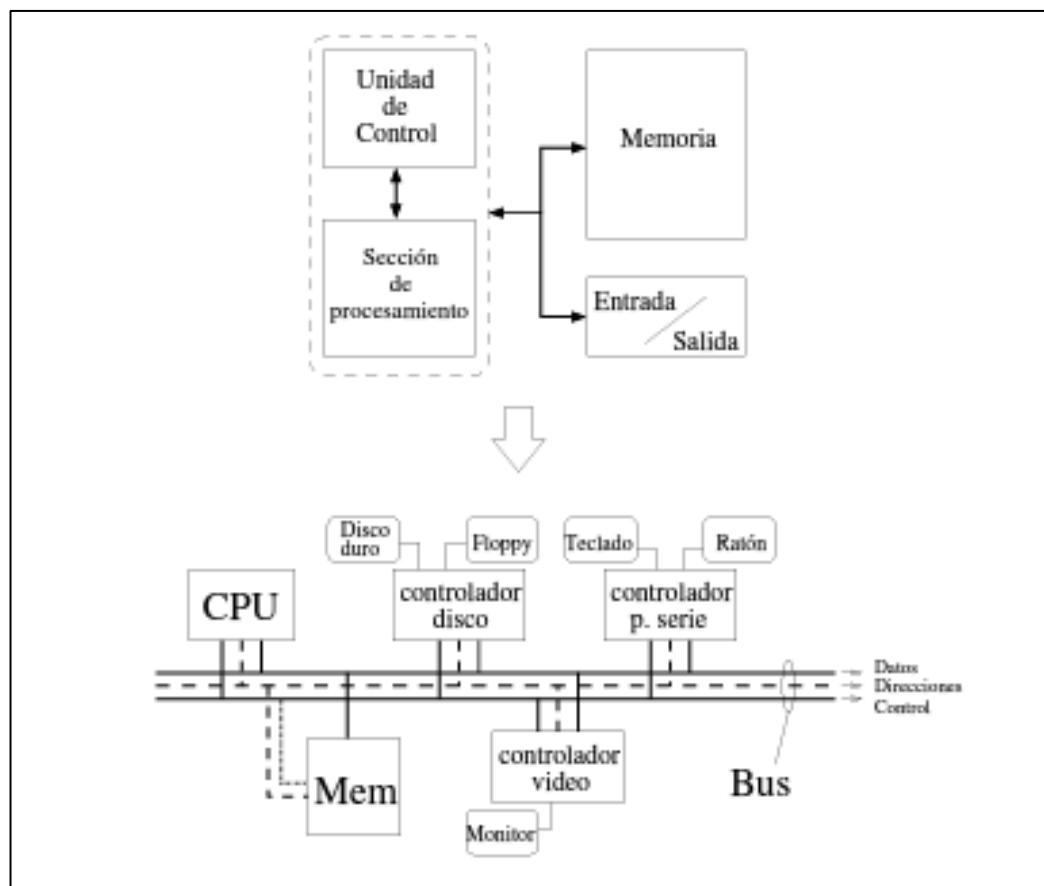 Unidad
de
Control
Sección
de
procesamiento
Memoria
Entrada
Salida
Disco
duro
Floppy
Teclado
Ratón
CPU
controlador
disco
controlador
p. serie
Datos
Direcciones
Control
Mem
controlador
video
Bus
Monitor